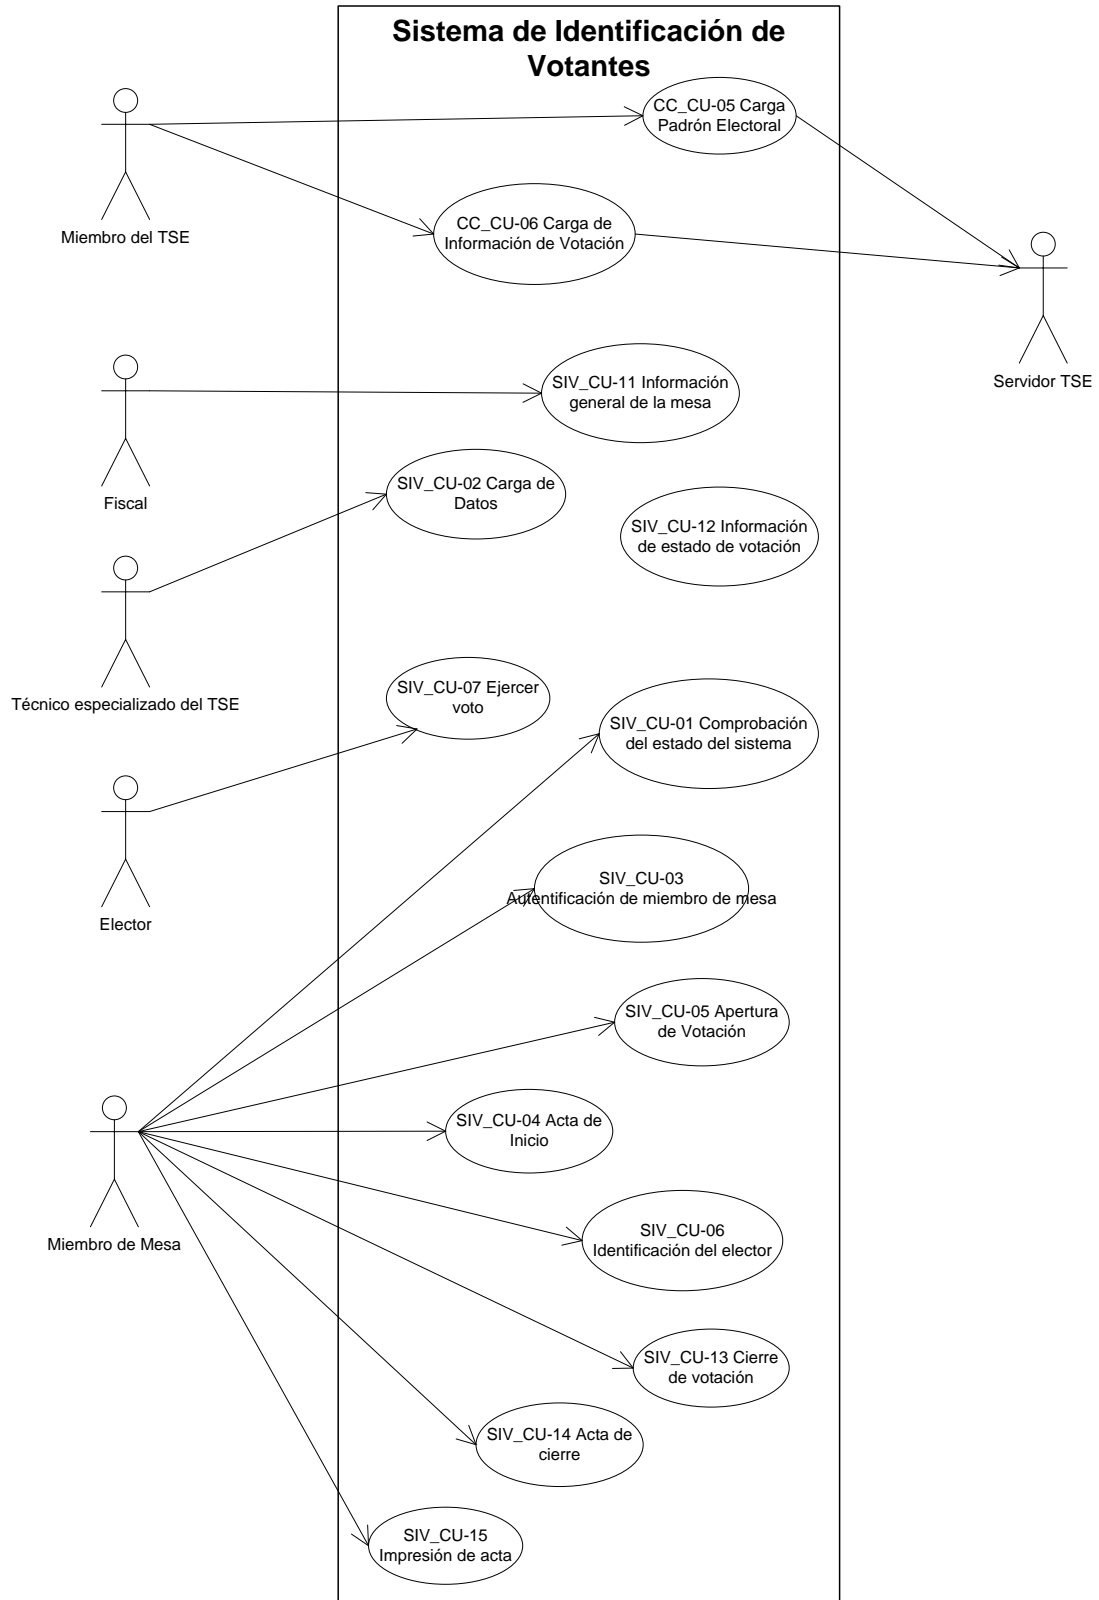 Sistema de Identificación de
Votantes
CC_CU-05 Carga
Padrón Electoral
Miembro del TSE
CC_CU-06 Carga de
Información de Votación
Servidor TSE
SIV_CU-11 Información
general de la mesa
Fiscal
SIV_CU-02 Carga de
Datos
SIV_CU-12 Información
de estado de votación
Técnico especializado del TSE
SIV_CU-07 Ejercer
voto
SIV_CU-01 Comprobación
del estado del sistema
Elector
SIV_CU-03
Autentificación de miembro de mesa
SIV_CU-05 Apertura
de Votación
SIV_CU-04 Acta de
Inicio
Miembro de Mesa
SIV_CU-06
Identificación del elector
SIV_CU-13 Cierre
de votación
SIV_CU-14 Acta de
cierre
SIV_CU-15
Impresión de acta